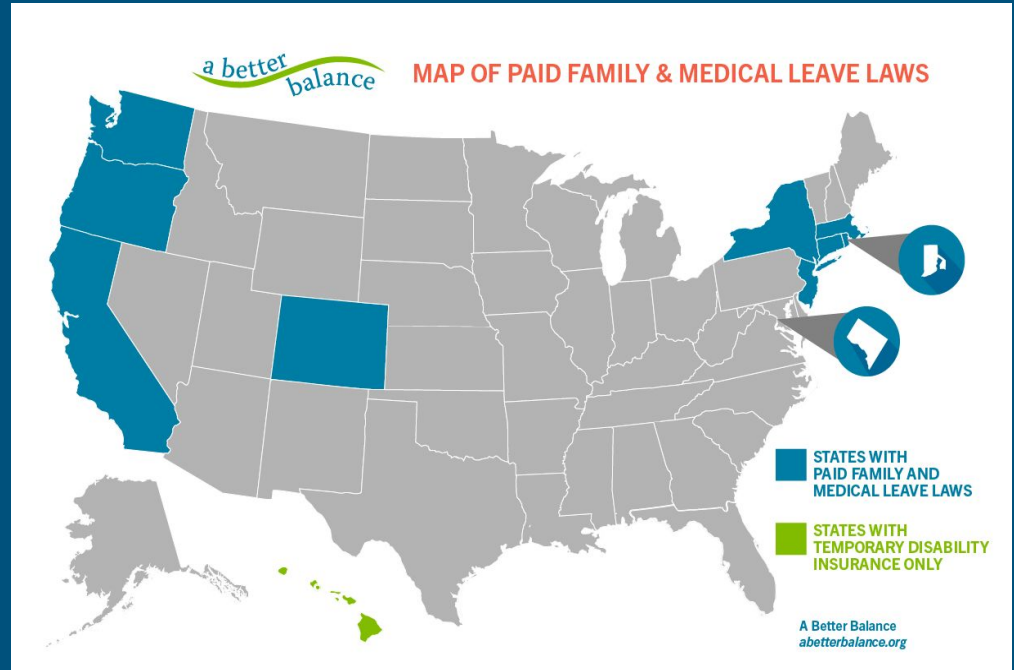 a better
balance
MAP OF PAID FAMILY & MEDICAL LEAVE LAWS
STATES WITH
PAID FAMILY AND
MEDICAL LEAVE LAWS
STATES WITH
TEMPORARY DISABILITY
INSURANCE ONLY
A Better Balance
abetterbalance.org